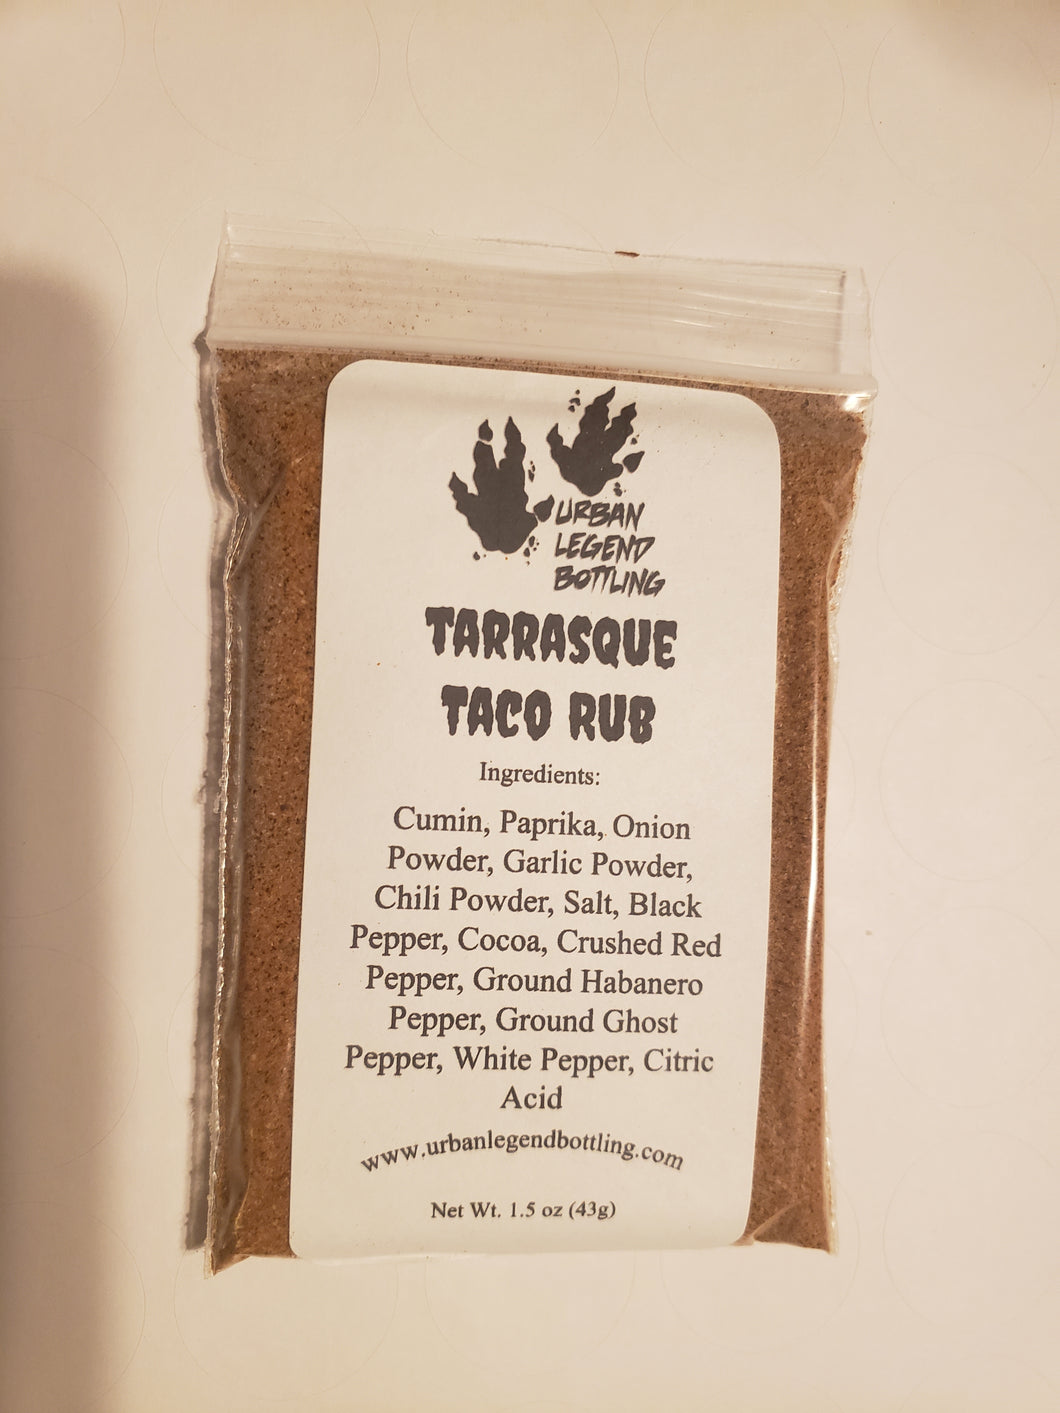 URBAN
LEGEND
BOTTLING
TARRASQUE
TACO RUB
Ingredients:
Cumin, Paprika, Onion
Powder, Garlic Powder,
Chili Powder, Salt, Black
Pepper, Cocoa, Crushed Red
Pepper, Ground Habanero
Pepper, Ground Ghost
Pepper, White Pepper, Citric
Acid
www.urbanlegendbottling.com
Net Wt. 1.5 oz (43g)